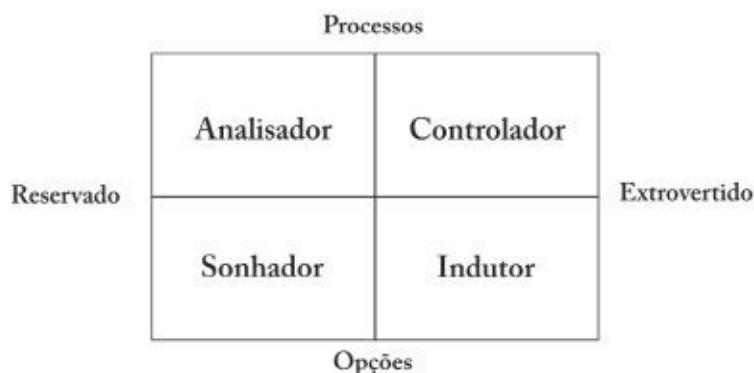 Processos
Analisador Controlador
Reservado Extrovertido
Sonhador Indutor
Opções